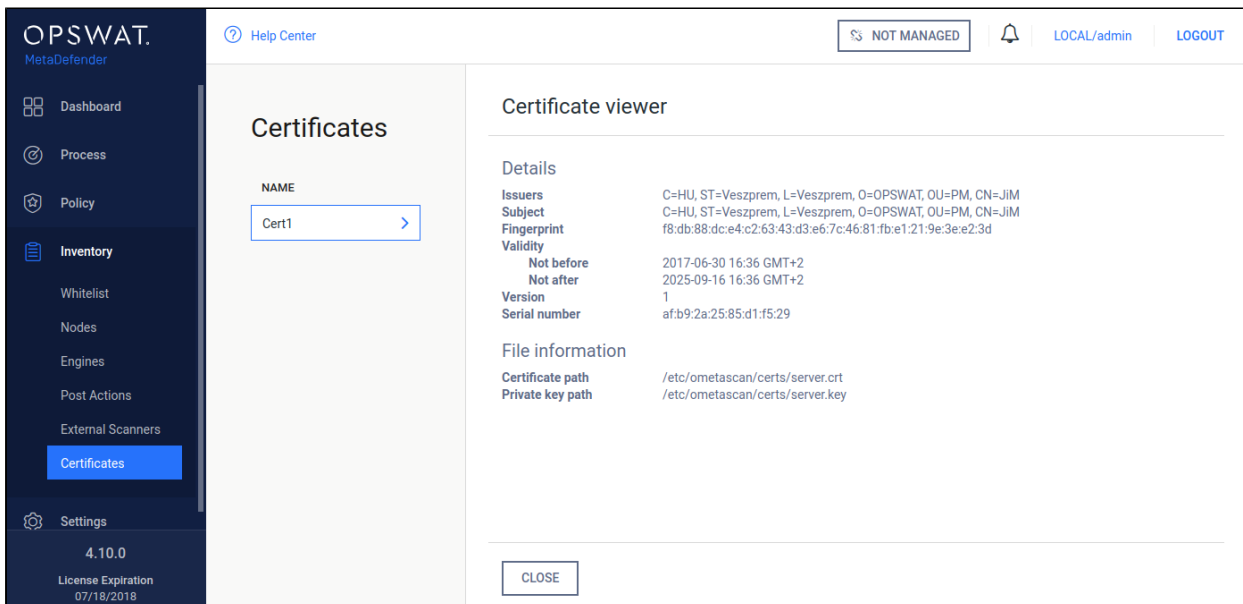 OPSWAT.
MetaDefender
Dashboard
Process
Policy
Inventory
Whitelist
Nodes
Engines
Post Actions
External Scanners
Certificates
Settings
4.10.0
License Expiration
07/18/2018
? Help Center
NOT MANAGED
LOCAL/admin
LOGOUT
Certificates
NAME
Cert1
Certificate viewer
Details
Issuers C=HU, ST=Veszprem, L=Veszprem, O=OPSWAT, OU=PM, CN=JiM
Subject C=HU, ST=Veszprem, L=Veszprem, O=OPSWAT, OU=PM, CN=JiM
Fingerprint f8:db:88:dc:e4:c2:63:43:d3:e6:7c:46:81:fb:e1:21:9e:3e:e2:3d
Validity
Not before 2017-06-30 16:36 GMT+2
Not after 2025-09-16 16:36 GMT+2
Version 1
Serial number af:b9:2a:25:85:d1:f5:29
File information
Certificate path /etc/ometascan/certs/server.crt
Private key path /etc/ometascan/certs/server.key
CLOSE